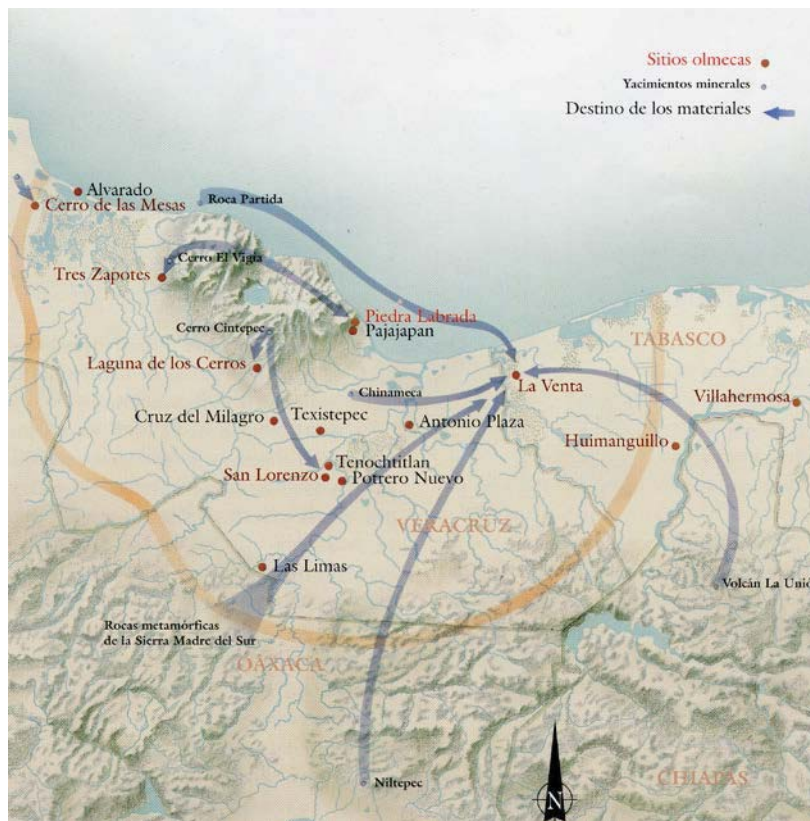 Sitios olmecas
Yacimientos minerales
Destino de los materiales
Alvarado
Cerro de las Mesas
Roca Partida
Cerro El Vigía
Tres Zapotes
Piedra Labrada
Pajajapan
Cerro Cintepec
TABASCO
Laguna de los Cerros
La Venta
Chinameca
Villahermosa
Cruz del Milagro
Texistepec
Antonio Plaza
Huimanguillo
Tenochtitlan
San Lorenzo
Potrero Nuevo
VERACRUZ
Las Limas
Volcán La Unió
Rocas metamórficas
de la Sierra Madre del Sur
OAXACA
Niltepec
CHIAPAS
N